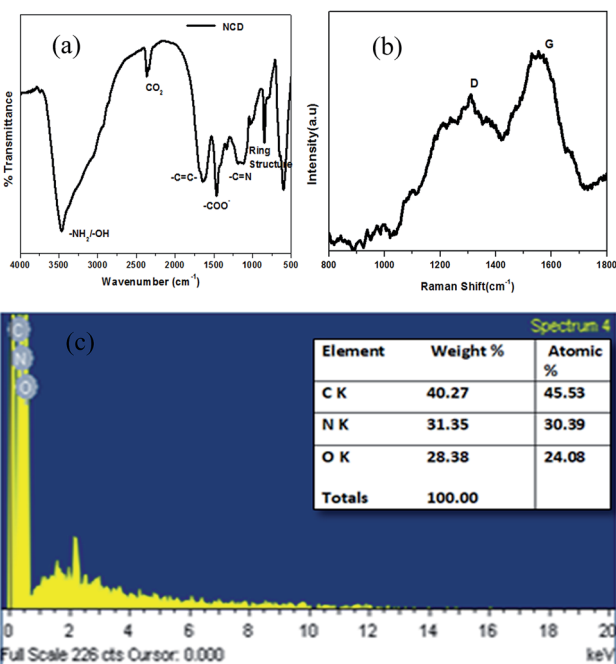 (a)
NCD
% Transmittance
CO2
-NH2/-OH
-C=C-
-COO-
-C=N
Ring
Structure
4000 3500 3000 2500 2000 1500 1000 500
Wavenumber (cm-1)
(b)
D
G
Intensity(a.u)
800 1000 1200 1400 1600 1800
Raman Shift(cm-1)
(c)
C
N
O
Spectrum 4
Element Weight % Atomic
%
C K 40.27 45.53
N K 31.35 30.39
O K 28.38 24.08
Totals 100.00
0 2 4 6 8 10 12 14 16 18 20
Full Scale 226 cts Cursor: 0.000 keV